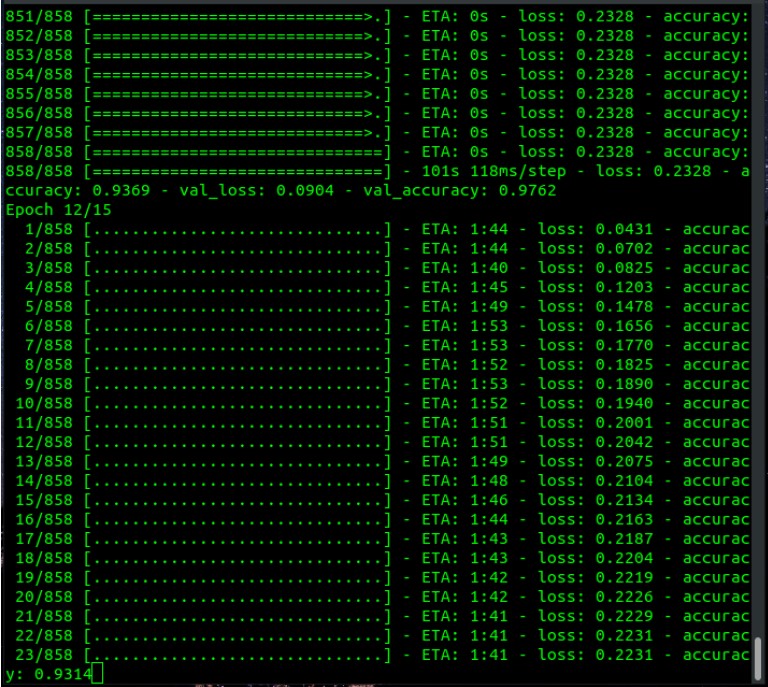 851/858 [============================>.] - ETA: 0s - loss: 0.2328 - accuracy:
852/858 [============================>.] - ETA: 0s - loss: 0.2328 - accuracy:
853/858 [============================>.] - ETA: 0s - loss: 0.2328 - accuracy:
854/858 [============================>.] - ETA: 0s - loss: 0.2328 - accuracy:
855/858 [============================>.] - ETA: 0s - loss: 0.2328 - accuracy:
856/858 [============================>.] - ETA: 0s - loss: 0.2328 - accuracy:
857/858 [============================>.] - ETA: 0s - loss: 0.2328 - accuracy:
858/858 [==============================] - ETA: 0s - loss: 0.2328 - accuracy:
858/858 [==============================] - 101s 118ms/step - loss: 0.2328 - a
ccuracy: 0.9369 - val_loss: 0.0904 - val_accuracy: 0.9762
Epoch 12/15
1/858 [..............................] - ETA: 1:44 - loss: 0.0431 - accurac
2/858 [..............................] - ETA: 1:44 - loss: 0.0702 - accurac
3/858 [..............................] - ETA: 1:40 - loss: 0.0825 - accurac
4/858 [..............................] - ETA: 1:45 - loss: 0.1203 - accurac
5/858 [..............................] - ETA: 1:49 - loss: 0.1478 - accurac
6/858 [..............................] - ETA: 1:53 - loss: 0.1656 - accurac
7/858 [..............................] - ETA: 1:53 - loss: 0.1770 - accurac
8/858 [..............................] - ETA: 1:52 - loss: 0.1825 - accurac
9/858 [..............................] - ETA: 1:53 - loss: 0.1890 - accurac
10/858 [..............................] - ETA: 1:52 - loss: 0.1940 - accurac
11/858 [..............................] - ETA: 1:51 - loss: 0.2001 - accurac
12/858 [..............................] - ETA: 1:51 - loss: 0.2042 - accurac
13/858 [..............................] - ETA: 1:49 - loss: 0.2075 - accurac
14/858 [..............................] - ETA: 1:48 - loss: 0.2104 - accurac
15/858 [..............................] - ETA: 1:46 - loss: 0.2134 - accurac
16/858 [..............................] - ETA: 1:44 - loss: 0.2163 - accurac
17/858 [..............................] - ETA: 1:43 - loss: 0.2187 - accurac
18/858 [..............................] - ETA: 1:43 - loss: 0.2204 - accurac
19/858 [..............................] - ETA: 1:42 - loss: 0.2219 - accurac
20/858 [..............................] - ETA: 1:42 - loss: 0.2226 - accurac
21/858 [..............................] - ETA: 1:41 - loss: 0.2229 - accurac
22/858 [..............................] - ETA: 1:41 - loss: 0.2231 - accurac
23/858 [..............................] - ETA: 1:41 - loss: 0.2231 - accurac
y: 0.9314